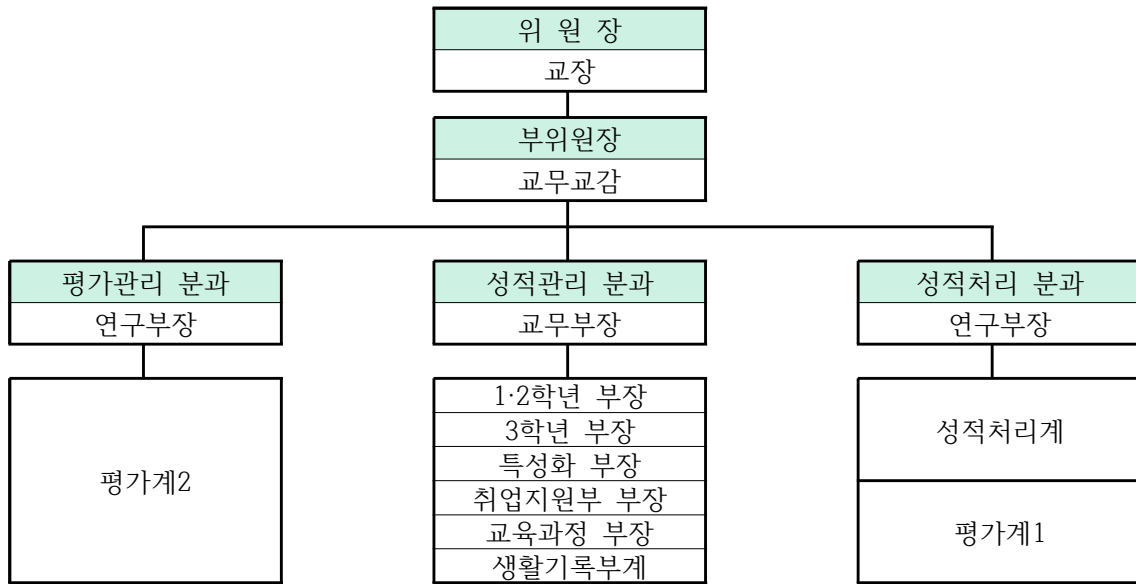 위 원 장
교장
부위원장
교무교감
평가관리 분과
연구부장
성적관리 분과
교무부장
성적처리 분과
연구부장
평가계2
1·2학년 부장
3학년 부장
특성화 부장
취업지원부 부장
교육과정 부장
생활기록부계
성적처리계
평가계1